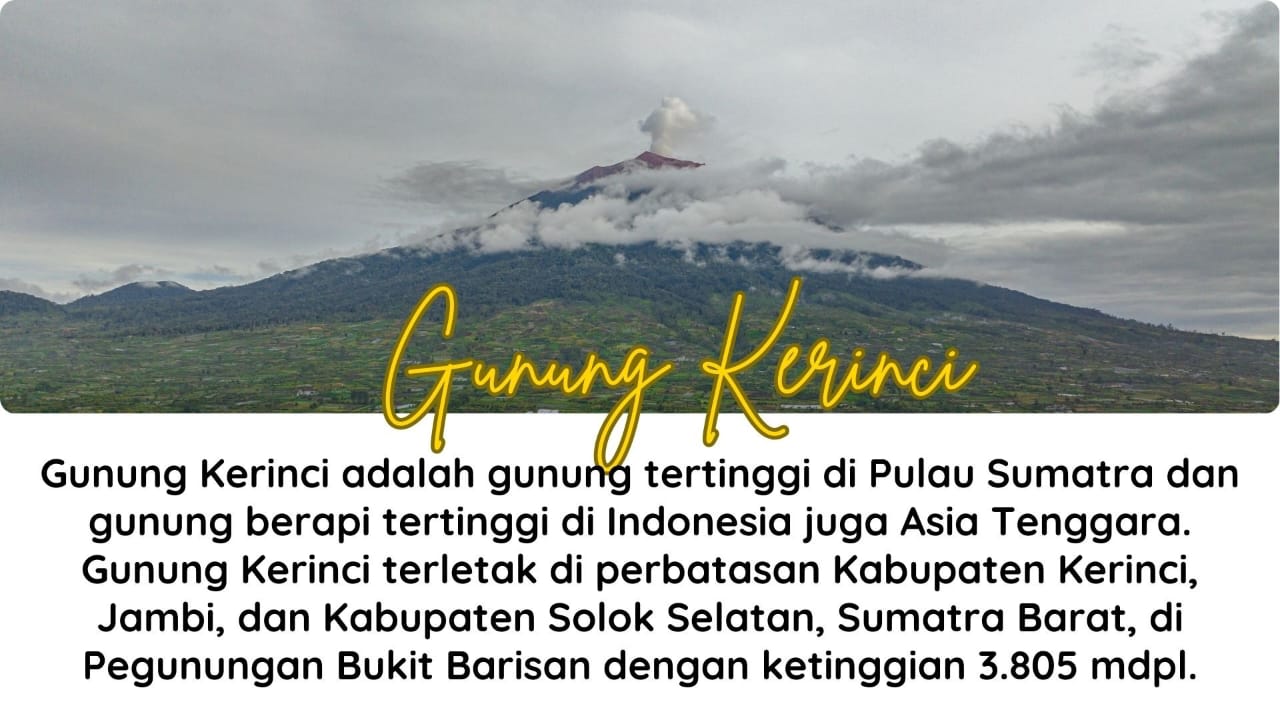 Gunung Kerinci
Gunung Kerinci adalah gunung tertinggi di Pulau Sumatra dan
gunung berapi tertinggi di Indonesia juga Asia Tenggara.
Gunung Kerinci terletak di perbatasan Kabupaten Kerinci,
Jambi, dan Kabupaten Solok Selatan, Sumatra Barat, di
Pegunungan Bukit Barisan dengan ketinggian 3.805 mdpl.